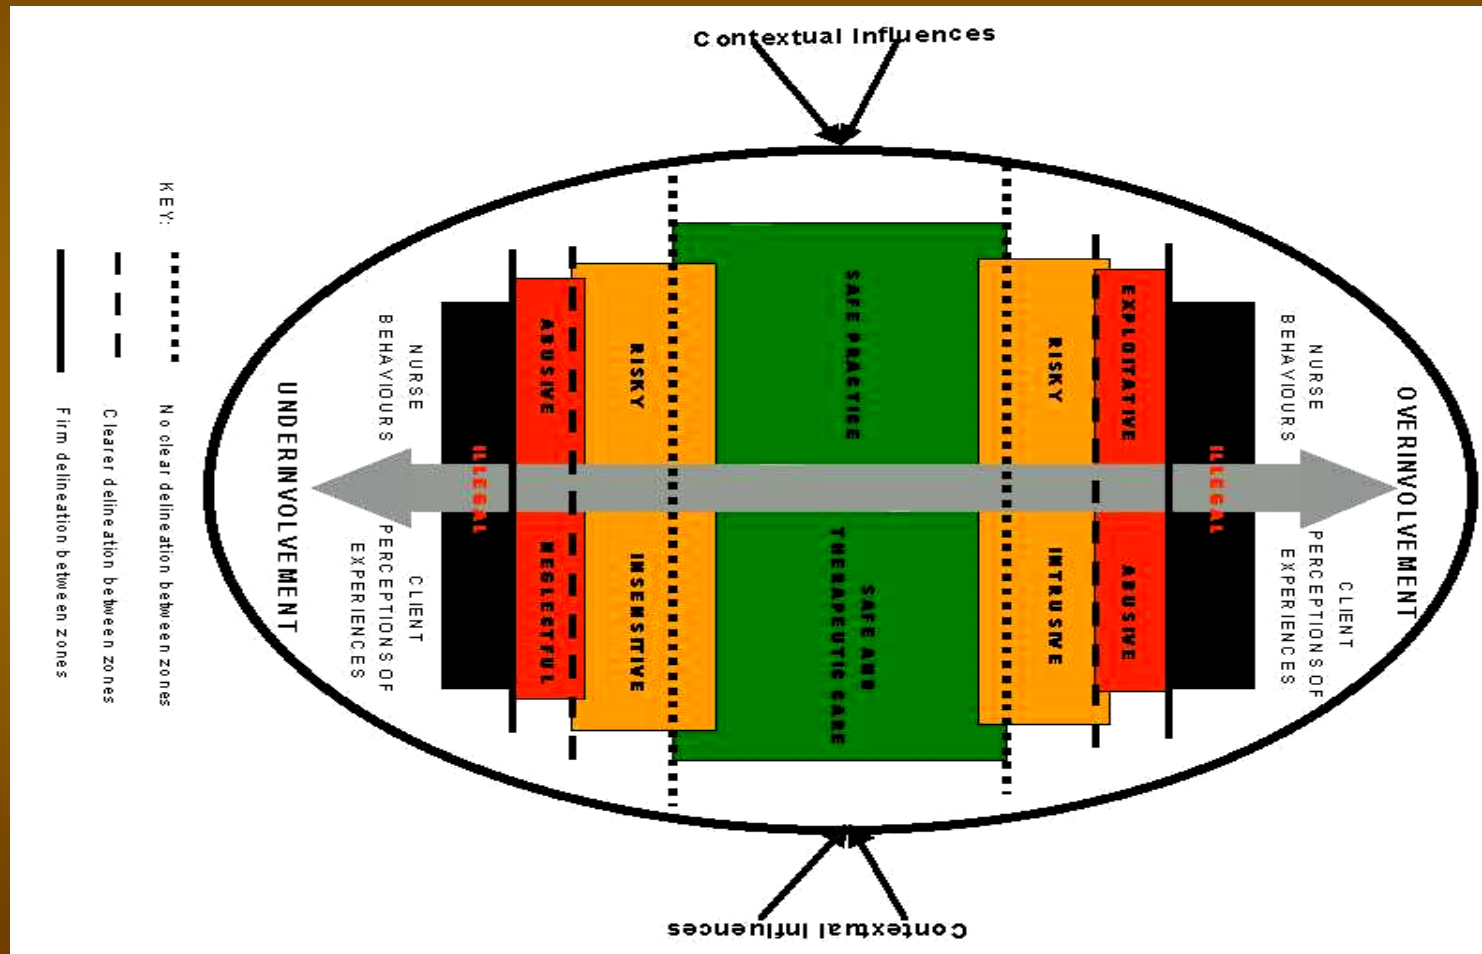 Contextual Influences
OVERINVOLVEMENT
NURSE
BEHAVIOURS
CLIENT
PERCEPTIONS OF
EXPERIENCES
ILLEGAL
EXPLOITATIVE
ABUSIVE
RISKY
INTRUSIVE
SAFE PRACTICE
SAFE AND
THERAPEUTIC CARE
RISKY
INSENSITIVE
ABUSIVE
NEGLECTFUL
ILLEGAL
NURSE
BEHAVIOURS
CLIENT
PERCEPTIONS OF
EXPERIENCES
UNDERINVOLVEMENT
KEY:
No clear delineation between zones
Clearer delineation between zones
Firm delineation between zones
Contextual Influences